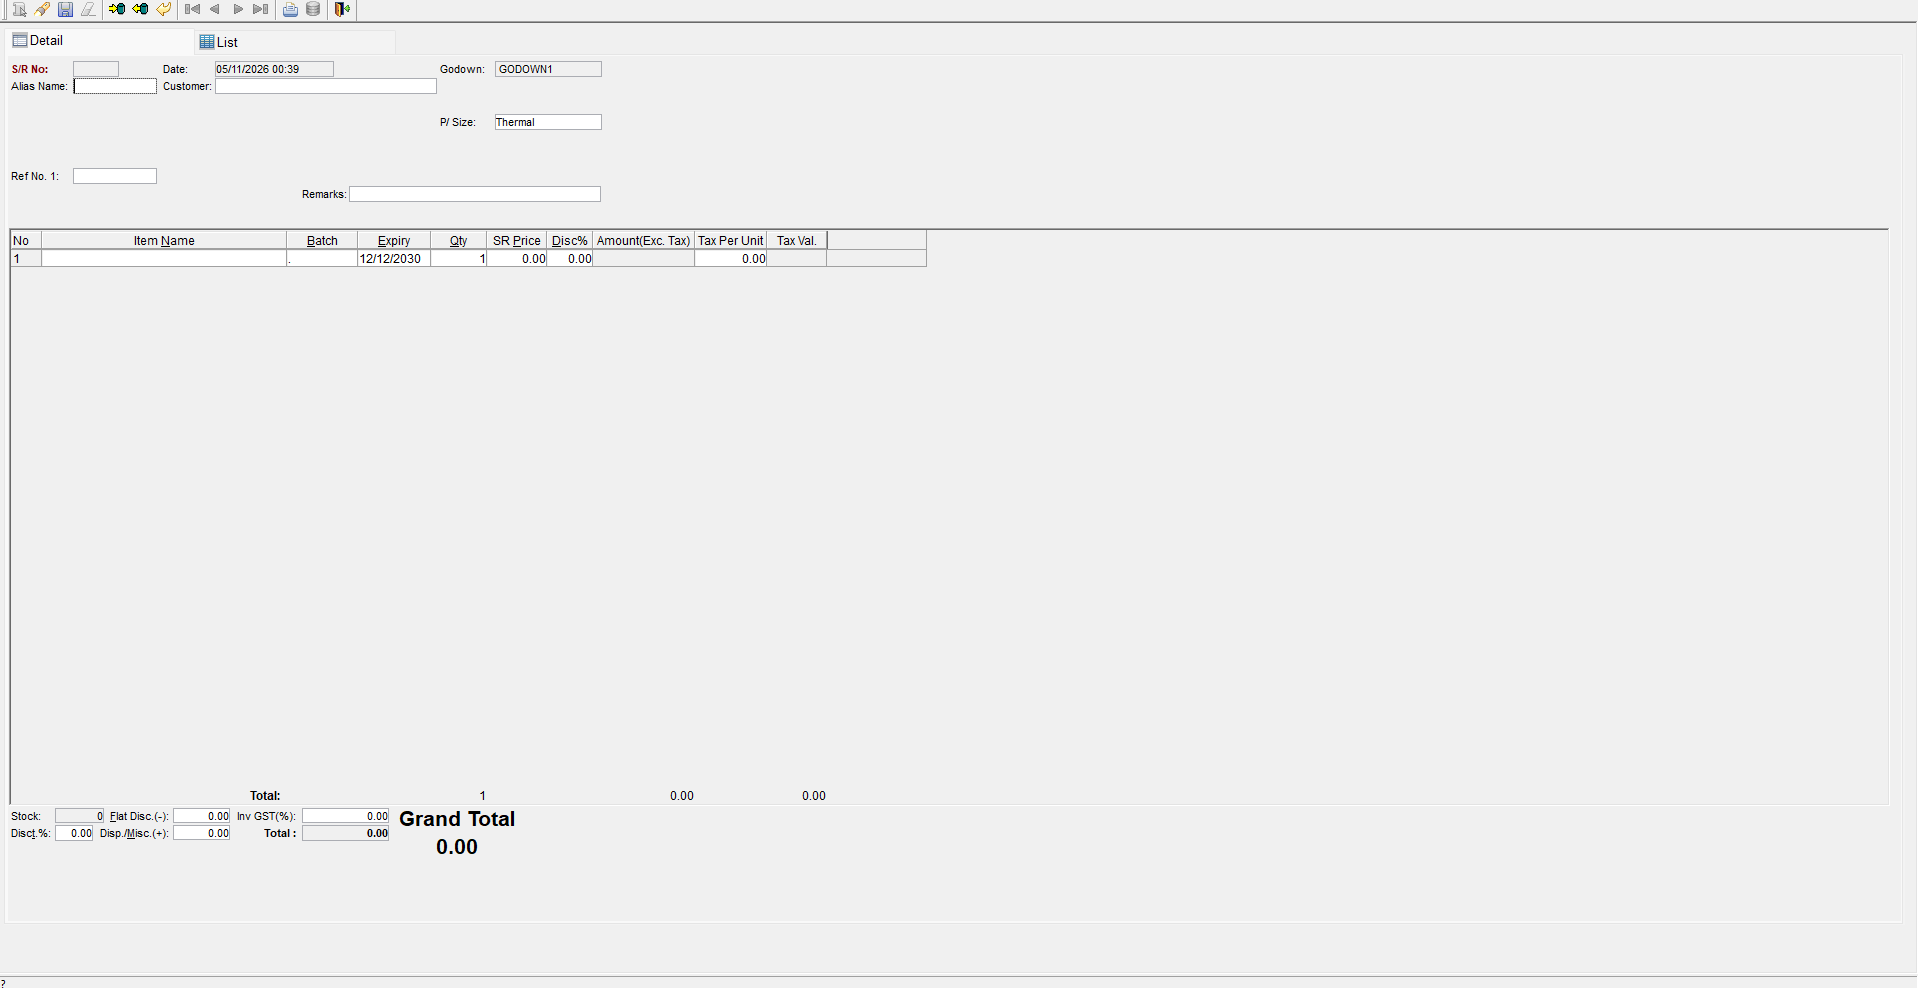 Detail List
S/R No: Date: 05/11/2026 00:39 Godown: GODOWN1
Alias Name: Customer:
P/ Size: Thermal
Ref No. 1:
Remarks:
No Item Name Batch Expiry Qty SR Price Disc% Amount(Exc. Tax) Tax Per Unit Tax Val.
1 . 12/12/2030 1 0.00 0.00 0.00
Total: 1 0.00 0.00
Stock: 0 Flat Disc.(-): 0.00 Inv GST(%): 0.00 Grand Total
Disct.%: 0.00 Disp./Misc.(+): 0.00 Total : 0.00
0.00
?